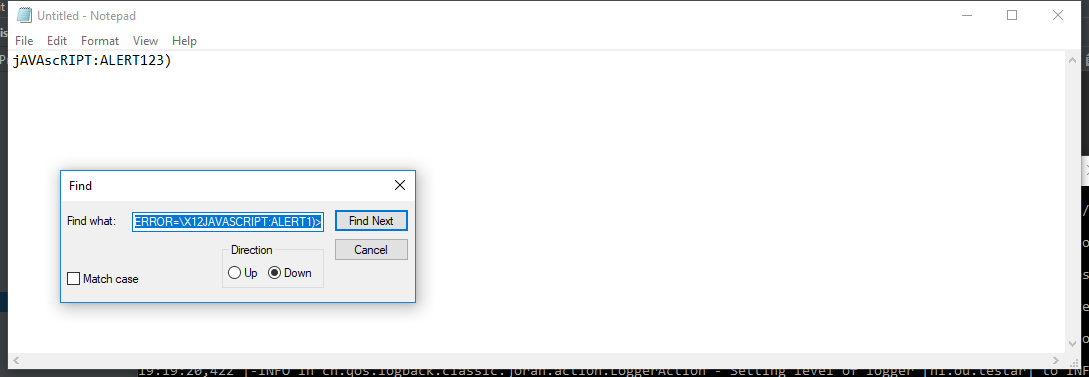 Untitled - Notepad
File Edit Format View Help
jAVAscRIPT:ALERT123)
Find
Find what: ERROR=\X12JAVASCRIPT:ALERT1)> Find Next
Direction Cancel
Up Down
Match case
19:19:20,422 |-INFO in ch.qos.logback.classic.joran.action.LoggerAction - Setting level of logger [nl.ou.testar] to INF